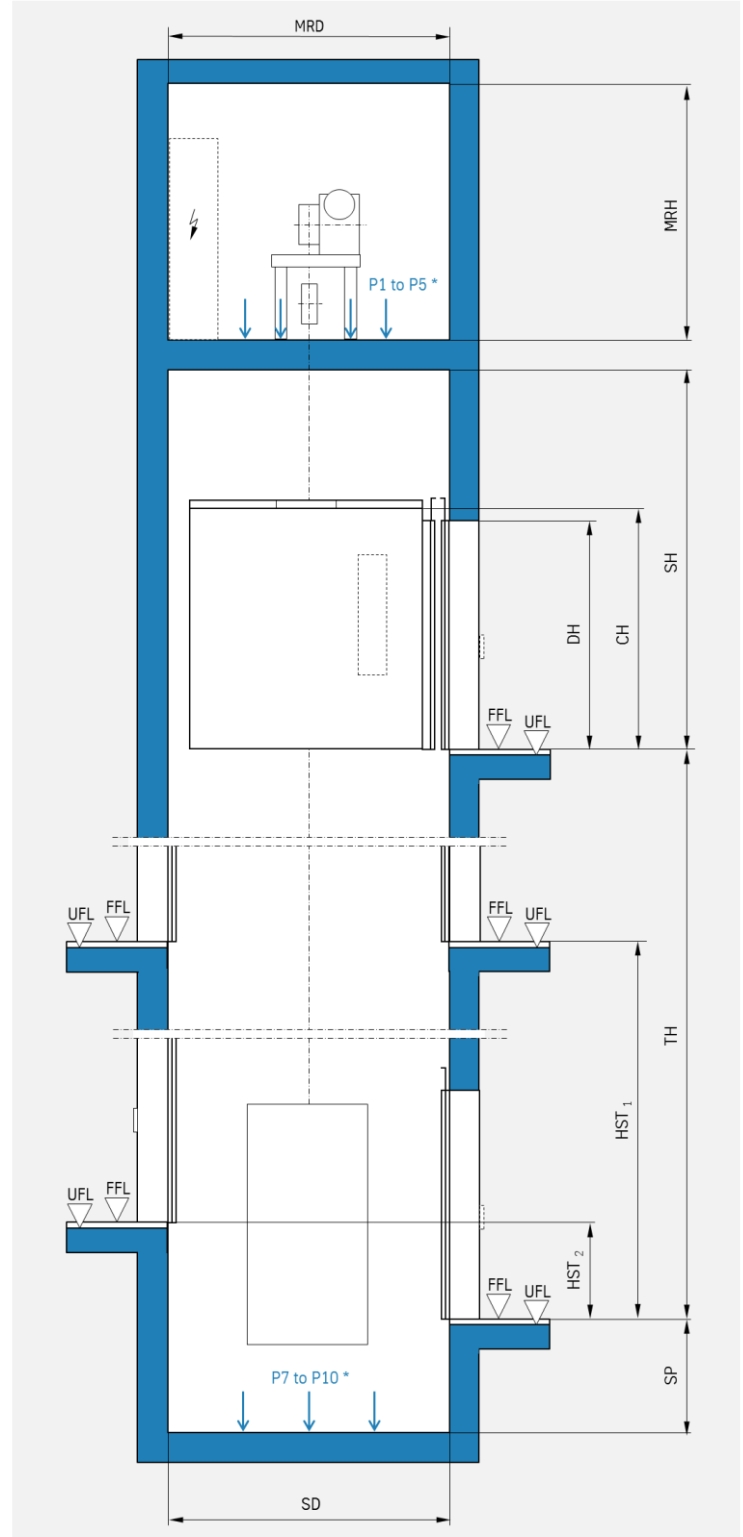 MRD
MRH
P1 to P5 *
SH
CH
DH
FFL
UFL
UFL
FFL
FFL
UFL
TH
HST 1
UFL
FFL
HST 2
FFL
UFL
SP
P7 to P10 *
SD